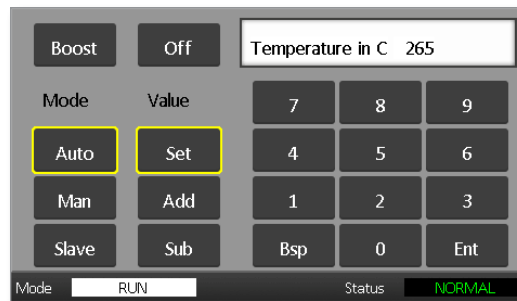 Boost Off Temperature in C 265
Mode Value 7 8 9
Auto Set 4 5 6
Man Add 1 2 3
Slave Sub Bsp 0 Ent
Mode RUN Status NORMAL